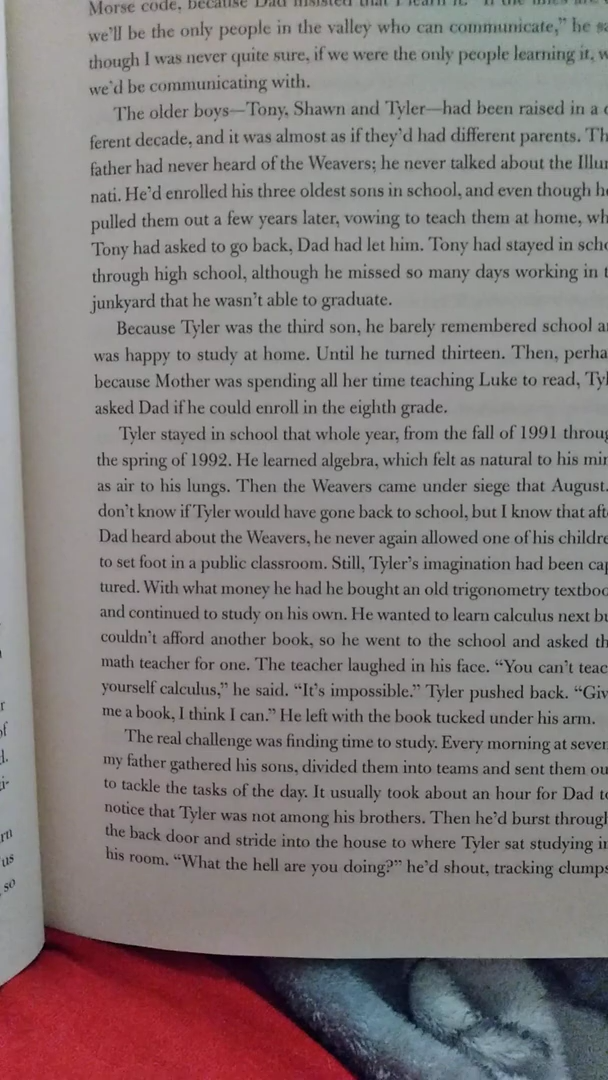 Morse code, because Dad insisted that I learn it. "If the lines are
we'll be the only people in the valley who can communicate," he sa
though I was never quite sure, if we were the only people learning it, w
we'd be communicating with.
The older boys—Tony, Shawn and Tyler—had been raised in a d
ferent decade, and it was almost as if they'd had different parents. Th
father had never heard of the Weavers; he never talked about the Illu
nati. He'd enrolled his three oldest sons in school, and even though he
pulled them out a few years later, vowing to teach them at home, wh
Tony had asked to go back, Dad had let him. Tony had stayed in scho
through high school, although he missed so many days working in t
junkyard that he wasn't able to graduate.
Because Tyler was the third son, he barely remembered school a
was happy to study at home. Until he turned thirteen. Then, perha
because Mother was spending all her time teaching Luke to read, Tyl
asked Dad if he could enroll in the eighth grade.
Tyler stayed in school that whole year, from the fall of 1991 throug
the spring of 1992. He learned algebra, which felt as natural to his min
as air to his lungs. Then the Weavers came under siege that August.
don't know if Tyler would have gone back to school, but I know that aft
Dad heard about the Weavers, he never again allowed one of his childre
to set foot in a public classroom. Still, Tyler's imagination had been cap
tured. With what money he had he bought an old trigonometry textboo
and continued to study on his own. He wanted to learn calculus next bu
couldn't afford another book, so he went to the school and asked th
math teacher for one. The teacher laughed in his face. "You can't teac
yourself calculus," he said. "It's impossible." Tyler pushed back. "Giv
me a book, I think I can." He left with the book tucked under his arm.
The real challenge was finding time to study. Every morning at seven
my father gathered his sons, divided them into teams and sent them ou
to tackle the tasks of the day. It usually took about an hour for Dad to
notice that Tyler was not among his brothers. Then he'd burst through
the back door and stride into the house to where Tyler sat studying in
his room. "What the hell are you doing?" he'd shout, tracking clumps
r
of
d.
i-
rn
us
so